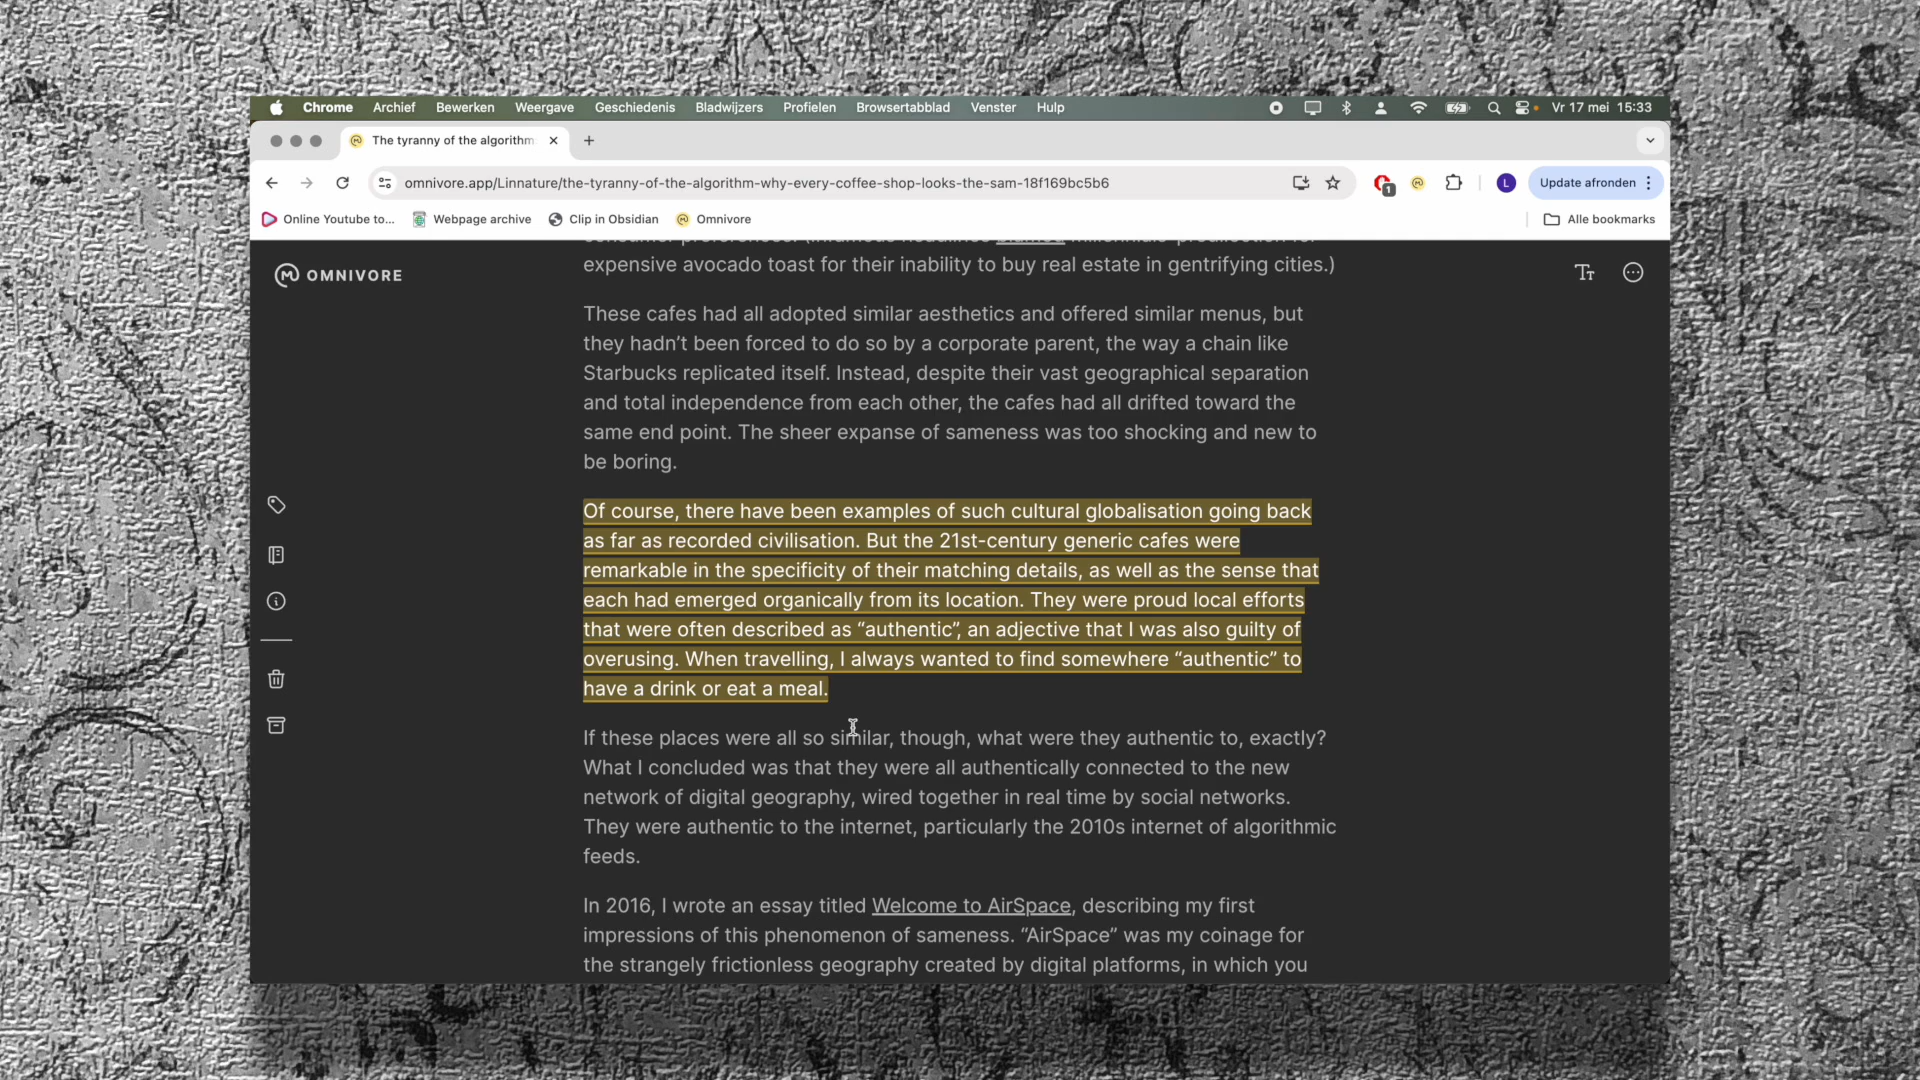 Chrome Archief Bewerken Weergave Geschiedenis Bladwijzers Profielen Browsertabblad Venster Hulp Vr 17 mei 15:33
The tyranny of the algorithm
omnivore.app/Linnature/the-tyranny-of-the-algorithm-why-every-coffee-shop-looks-the-sam-18f169bc5b6 1 L Update afronden
Online Youtube to... Webpage archive Clip in Obsidian Omnivore Alle bookmarks
OMNIVORE
expensive avocado toast for their inability to buy real estate in gentrifying cities.)
These cafes had all adopted similar aesthetics and offered similar menus, but
they hadn’t been forced to do so by a corporate parent, the way a chain like
Starbucks replicated itself. Instead, despite their vast geographical separation
and total independence from each other, the cafes had all drifted toward the
same end point. The sheer expanse of sameness was too shocking and new to
be boring.
Of course, there have been examples of such cultural globalisation going back
as far as recorded civilisation. But the 21st-century generic cafes were
remarkable in the specificity of their matching details, as well as the sense that
each had emerged organically from its location. They were proud local efforts
that were often described as “authentic”, an adjective that I was also guilty of
overusing. When travelling, I always wanted to find somewhere “authentic” to
have a drink or eat a meal.
If these places were all so similar, though, what were they authentic to, exactly?
What I concluded was that they were all authentically connected to the new
network of digital geography, wired together in real time by social networks.
They were authentic to the internet, particularly the 2010s internet of algorithmic
feeds.
In 2016, I wrote an essay titled Welcome to AirSpace, describing my first
impressions of this phenomenon of sameness. “AirSpace” was my coinage for
the strangely frictionless geography created by digital platforms, in which you